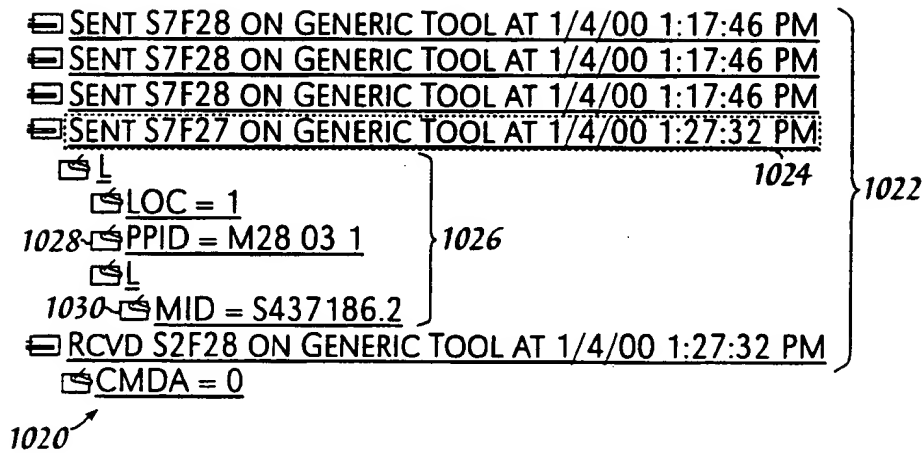 SENT S7F28 ON GENERIC TOOL AT 1/4/00 1:17:46 PM
SENT S7F28 ON GENERIC TOOL AT 1/4/00 1:17:46 PM
SENT S7F28 ON GENERIC TOOL AT 1/4/00 1:17:46 PM
SENT S7F27 ON GENERIC TOOL AT 1/4/00 1:27:32 PM
1024
1022
L
LOC = 1
1028 PPID = M28 03 1
1026
L
1030 MID = S437186.2
RCVD S2F28 ON GENERIC TOOL AT 1/4/00 1:27:32 PM
CMDA = 0
1020